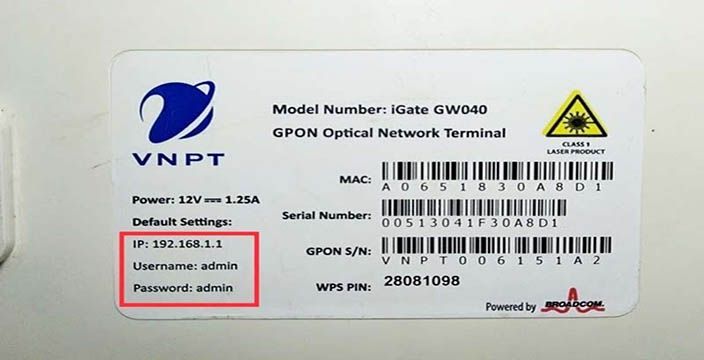 VNPT
Model Number: iGate GW040
GPON Optical Network Terminal
CLASS 1
LASER PRODUCT
Power: 12V⎓1.25A
Default Settings:
IP: 192.168.1.1
Username: admin
Password: admin
MAC:
A0651830A8D1
Serial Number:
00513041F30A8D1
GPON S/N:
VNPT006151A2
WPS PIN: 28081098
Powered by BROADCOM.